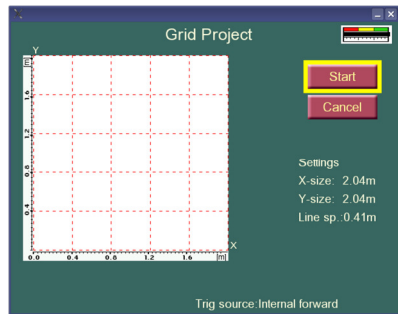 Grid Project
Y
[m]
1.6
1.2
0.8
0.4
0.0 0.4 0.8 1.2 1.6 [m]
X
Start
Cancel
Settings
X-size: 2.04m
Y-size: 2.04m
Line sp.:0.41m
Trig source:Internal forward